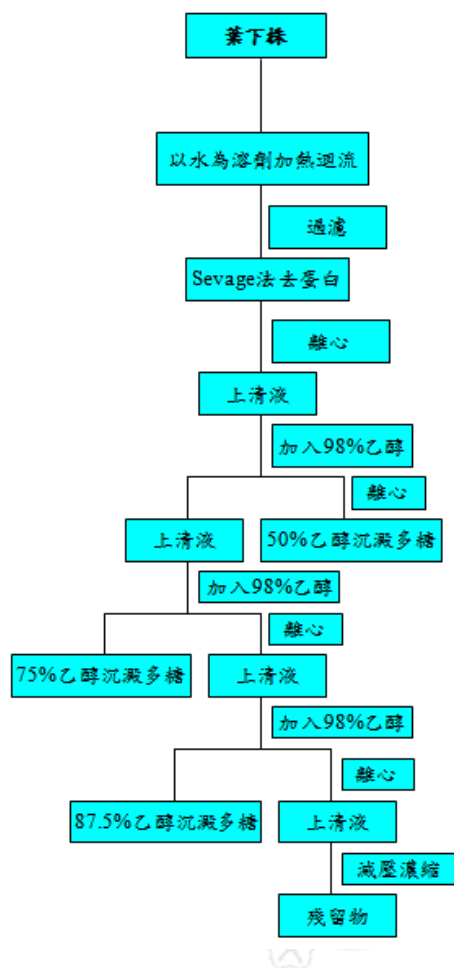 葉下株
以水為溶劑加熱迴流
過濾
Sevage法去蛋白
離心
上清液
加入98%乙醇
離心
上清液
50%乙醇沉澱多糖
加入98%乙醇
離心
75%乙醇沉澱多糖
上清液
加入98%乙醇
離心
87.5%乙醇沉澱多糖
上清液
減壓濃縮
殘留物